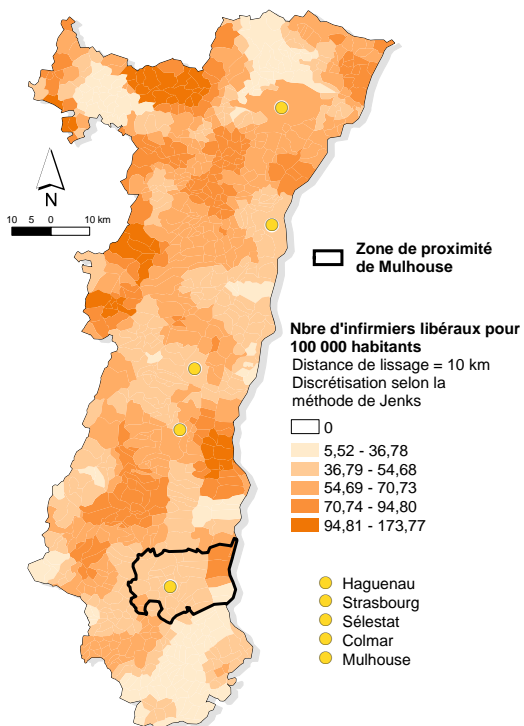 N
10 5 0 10 km
Zone de proximité
de Mulhouse
Nbre d'infirmiers libéraux pour
100 000 habitants
Distance de lissage = 10 km
Discrétisation selon la
méthode de Jenks
0
5,52 - 36,78
36,79 - 54,68
54,69 - 70,73
70,74 - 94,80
94,81 - 173,77
Haguenau
Strasbourg
Sélestat
Colmar
Mulhouse